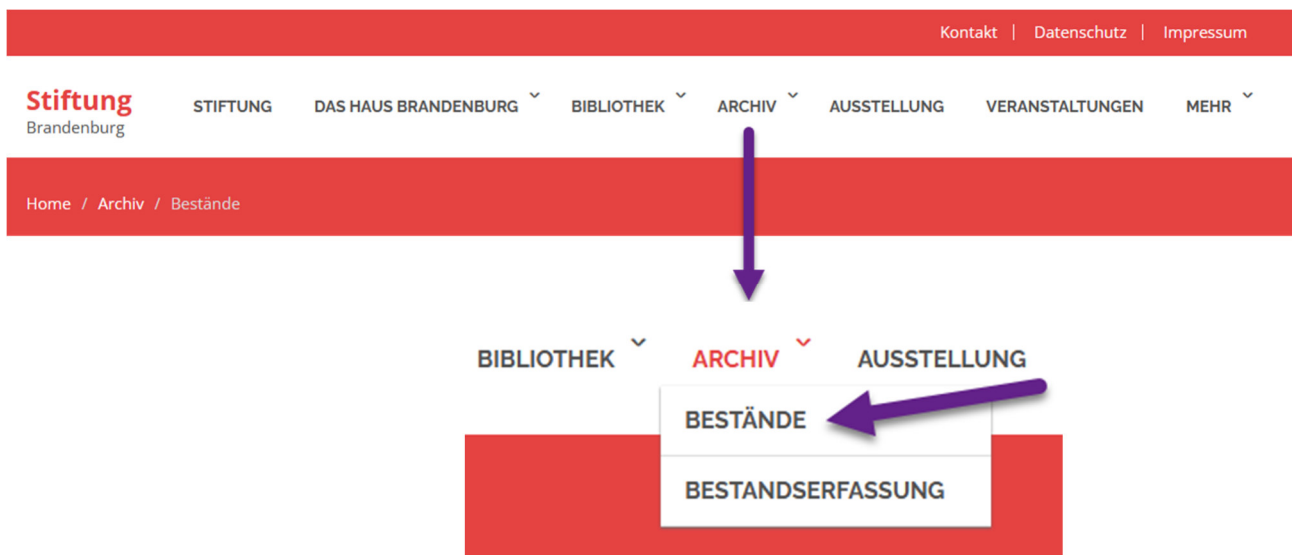 Kontakt | Datenschutz | Impressum
Stiftung
Brandenburg
STIFTUNG DAS HAUS BRANDENBURG BIBLIOTHEK ARCHIV AUSSTELLUNG VERANSTALTUNGEN MEHR
Home / Archiv / Bestände
BIBLIOTHEK ARCHIV AUSSTELLUNG
BESTÄNDE
BESTANDSERFASSUNG